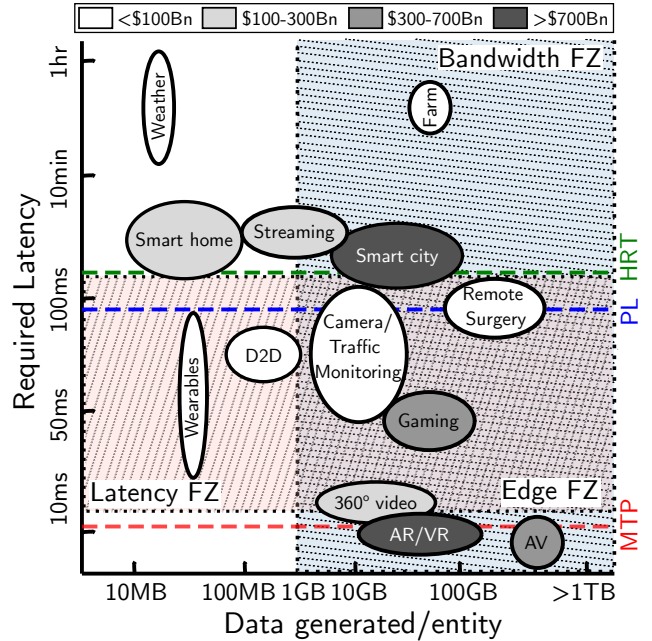 <$100Bn $100-300Bn $300-700Bn >$700Bn
Bandwidth FZ
1hr
Weather
Farm
10min
Required Latency
Smart home
Streaming
Smart city
HRT
100ms
Remote
Surgery
PL
Camera/
Traffic
Monitoring
Wearables
D2D
50ms
Gaming
Latency FZ
360° video
Edge FZ
10ms
MTP
AR/VR
AV
10MB 100MB 1GB 10GB 100GB >1TB
Data generated/entity